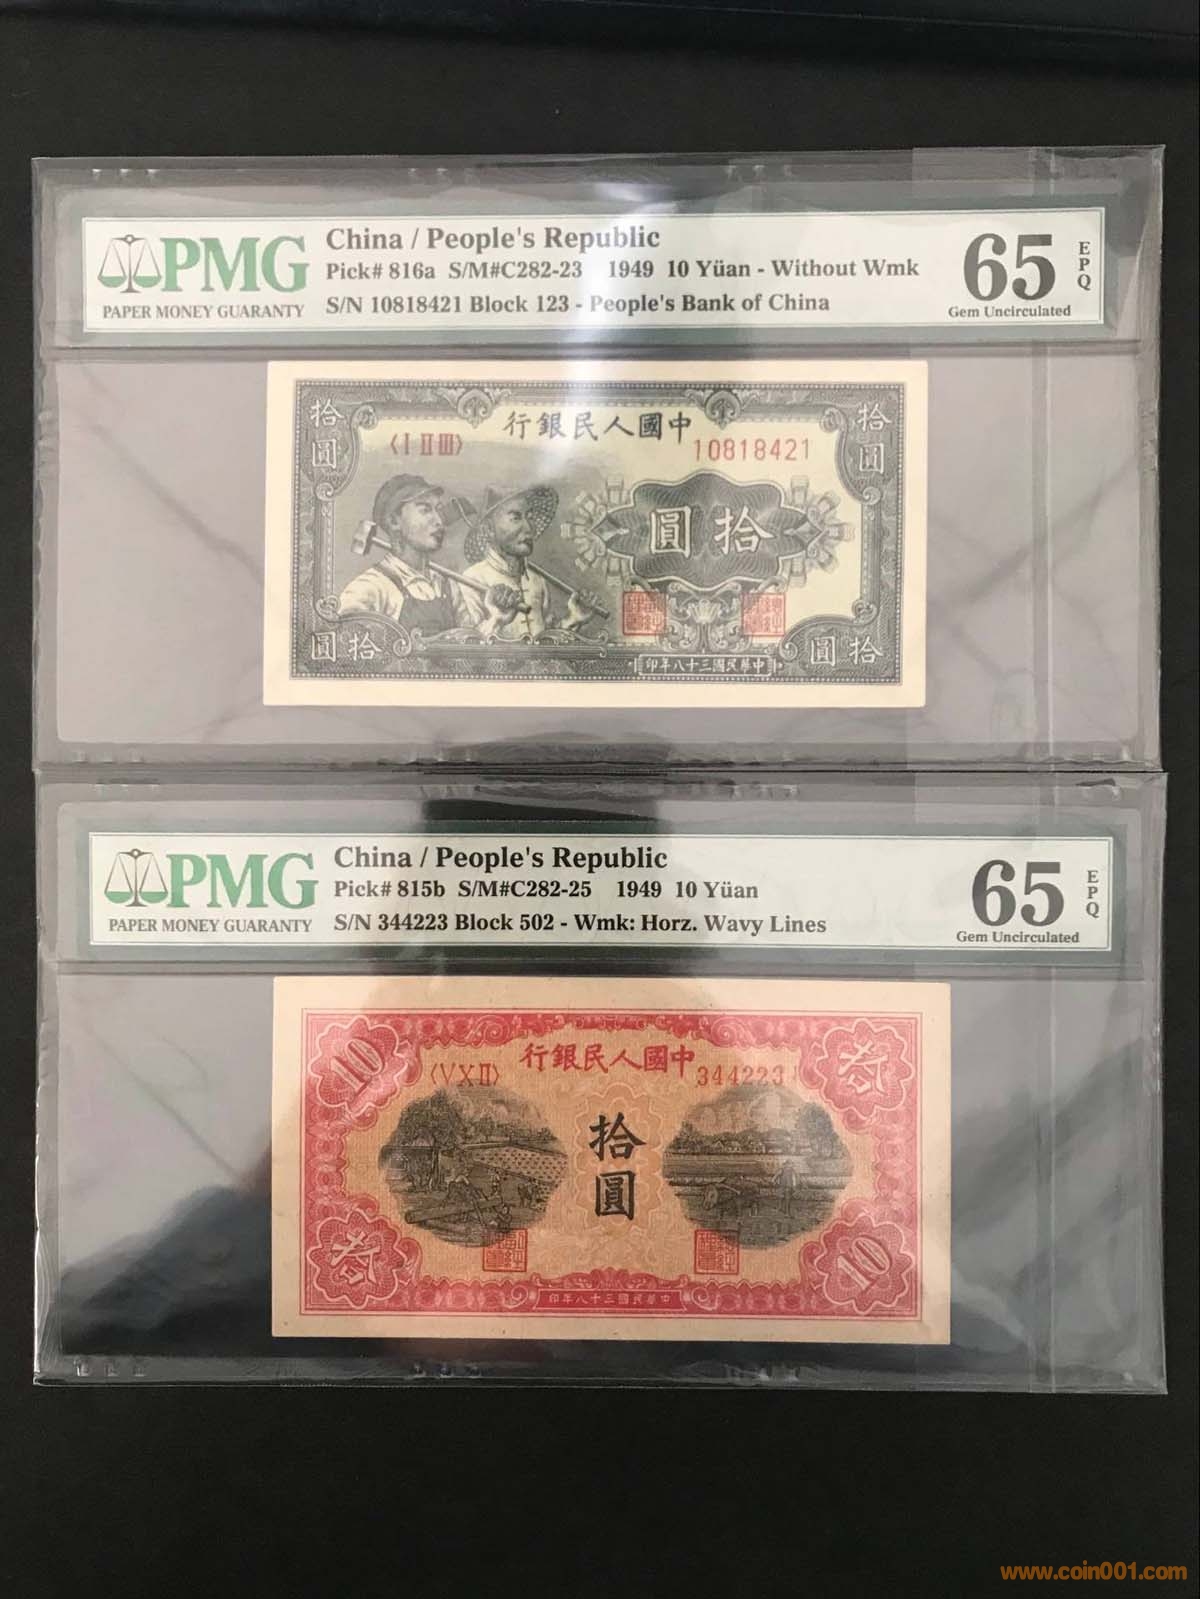 PMG
PAPER MONEY GUARANTY
China / People's Republic
Pick# 816a S/M#C282-23 1949 10 Yüan - Without Wmk
S/N 10818421 Block 123 - People's Bank of China
65
EPQ
Gem Uncirculated
行銀民人國中
〈I II III〉
10818421
拾圓
拾圓
圓拾
圓拾
圓拾
印年八十三國民華中
PMG
PAPER MONEY GUARANTY
China / People's Republic
Pick# 815b S/M#C282-25 1949 10 Yüan
S/N 344223 Block 502 - Wmk: Horz. Wavy Lines
65
EPQ
Gem Uncirculated
行銀民人國中
〈V X II〉
344223
10
拾
拾圓
拾
10
印年八十三國民華中
www.coin001.com